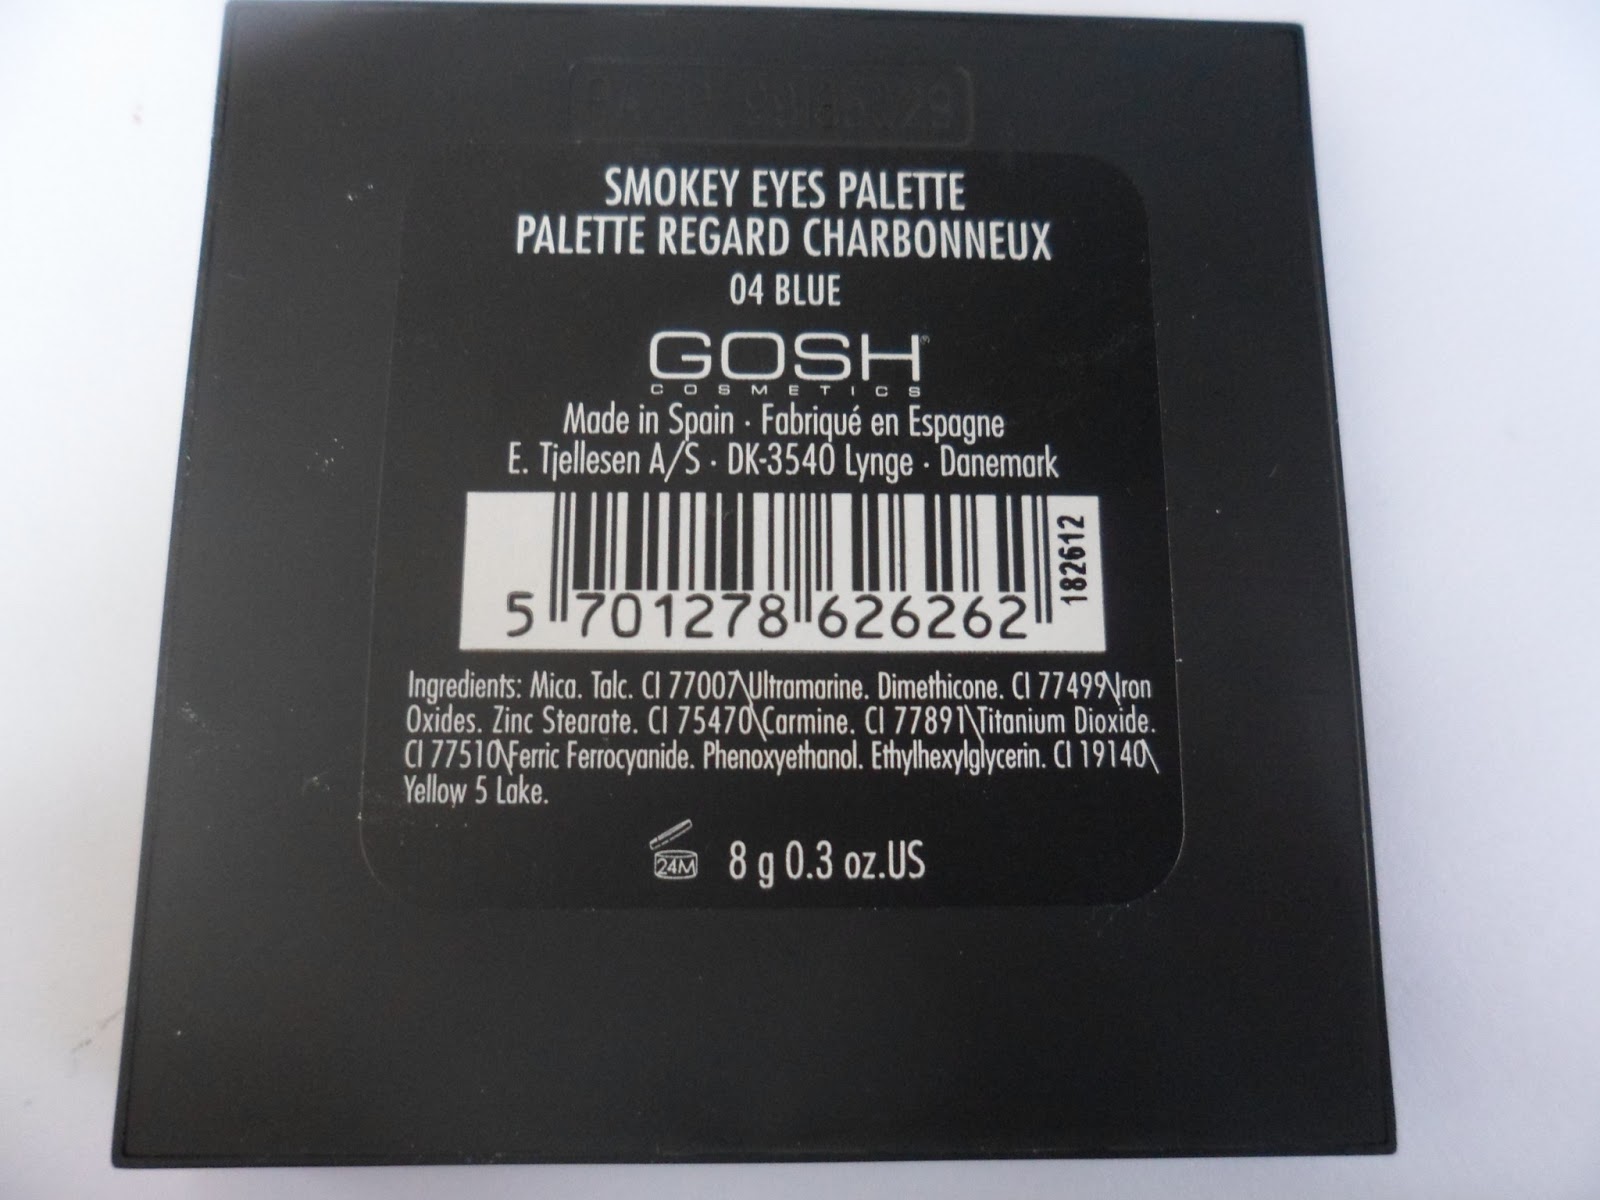 SMOKEY EYES PALETTE
PALETTE REGARD CHARBONNEUX
04 BLUE
GOSH
COSMETICS
Made in Spain · Fabriqué en Espagne
E. Tjellesen A/S · DK-3540 Lynge · Danemark
182612
5 701278 626262
Ingredients: Mica. Talc. CI 77007\Ultramarine. Dimethicone. CI 77499\Iron
Oxides. Zinc Stearate. CI 75470\Carmine. CI 77891\Titanium Dioxide.
CI 77510\Ferric Ferrocyanide. Phenoxyethanol. Ethylhexylglycerin. CI 19140\
Yellow 5 Lake.
24M 8 g 0.3 oz.US